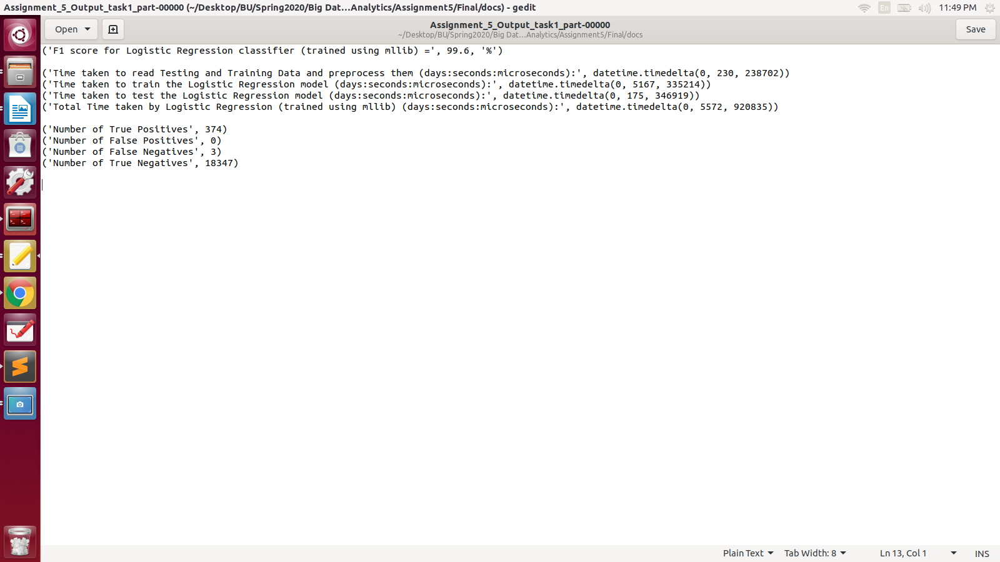 Assignment_5_Output_task1_part-00000 (~/Desktop/BU/Spring2020/Big Dat...Analytics/Assignment5/Final/docs) - gedit
En
11:49 PM
Open
Assignment_5_Output_task1_part-00000
~/Desktop/BU/Spring2020/Big Dat...Analytics/Assignment5/Final/docs
Save
('F1 score for Logistic Regression classifier (trained using mllib) =', 99.6, '%')
('Time taken to read Testing and Training Data and preprocess them (days:seconds:microseconds):', datetime.timedelta(0, 230, 238702))
('Time taken to train the Logistic Regression model (days:seconds:microseconds):', datetime.timedelta(0, 5167, 335214))
('Time taken to test the Logistic Regression model (days:seconds:microseconds):', datetime.timedelta(0, 175, 346919))
('Total Time taken by Logistic Regression (trained using mllib) (days:seconds:microseconds):', datetime.timedelta(0, 5572, 920835))
('Number of True Positives', 374)
('Number of False Positives', 0)
('Number of False Negatives', 3)
('Number of True Negatives', 18347)
Plain Text
Tab Width: 8
Ln 13, Col 1
INS